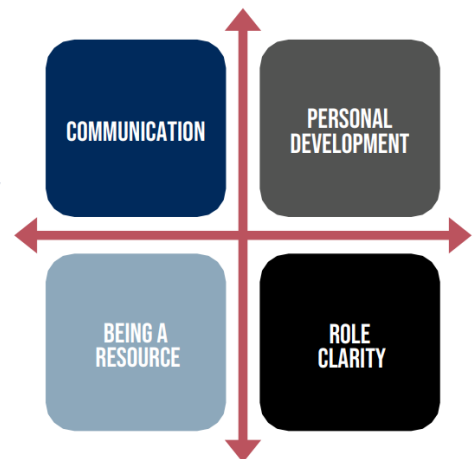 COMMUNICATION
PERSONAL
DEVELOPMENT
BEING A
RESOURCE
ROLE
CLARITY